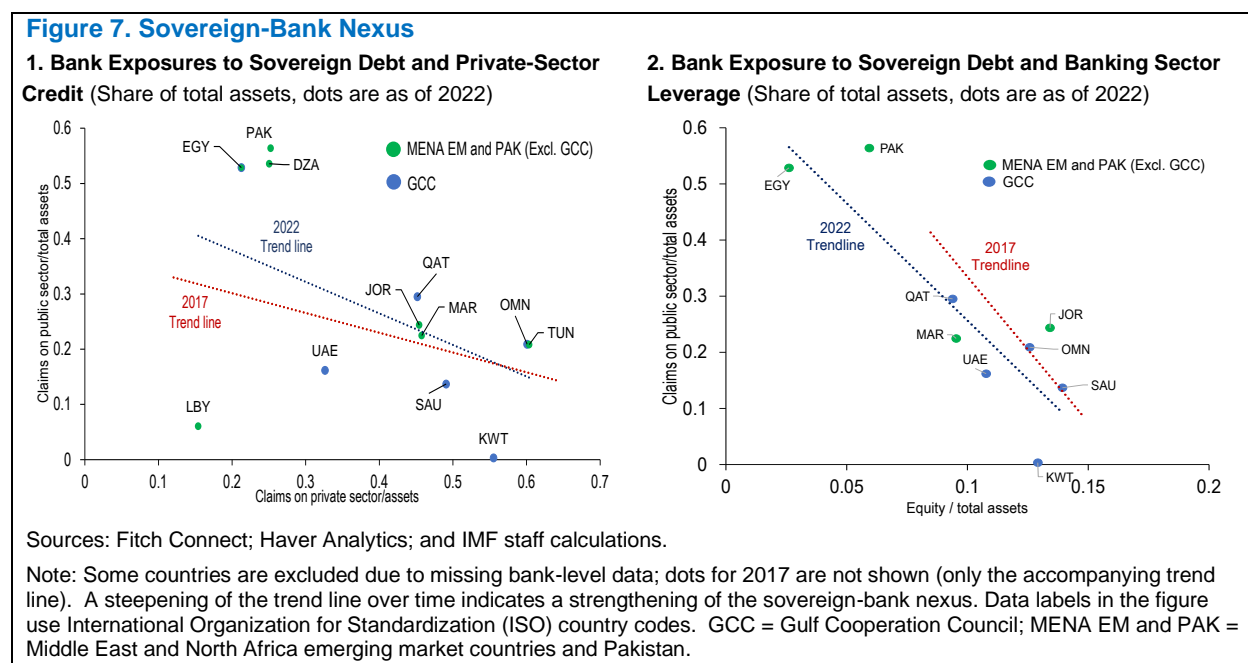 Figure 7. Sovereign-Bank Nexus
1. Bank Exposures to Sovereign Debt and Private-Sector
Credit (Share of total assets, dots are as of 2022)
0.6
0.5
0.4
0.3
0.2
0.1
0
Claims on public sector/total assets
PAK
EGY
DZA
MENA EM and PAK (Excl. GCC)
GCC
2022
Trend line
QAT
JOR
MAR
OMN
2017
Trend line
TUN
UAE
SAU
LBY
KWT
0
0.1
0.2
0.3
0.4
0.5
0.6
0.7
Claims on private sector/assets
2. Bank Exposure to Sovereign Debt and Banking Sector
Leverage (Share of total assets, dots are as of 2022)
0.6
0.5
0.4
0.3
0.2
0.1
0
Claims on public sector/total assets
PAK
MENA EM and PAK (Excl. GCC)
EGY
GCC
2022
Trendline
2017
Trendline
QAT
JOR
MAR
OMN
UAE
SAU
KWT
0
0.05
0.1
0.15
0.2
Equity / total assets
Sources: Fitch Connect; Haver Analytics; and IMF staff calculations.
Note: Some countries are excluded due to missing bank-level data; dots for 2017 are not shown (only the accompanying trend
line). A steepening of the trend line over time indicates a strengthening of the sovereign-bank nexus. Data labels in the figure
use International Organization for Standardization (ISO) country codes. GCC = Gulf Cooperation Council; MENA EM and PAK =
Middle East and North Africa emerging market countries and Pakistan.